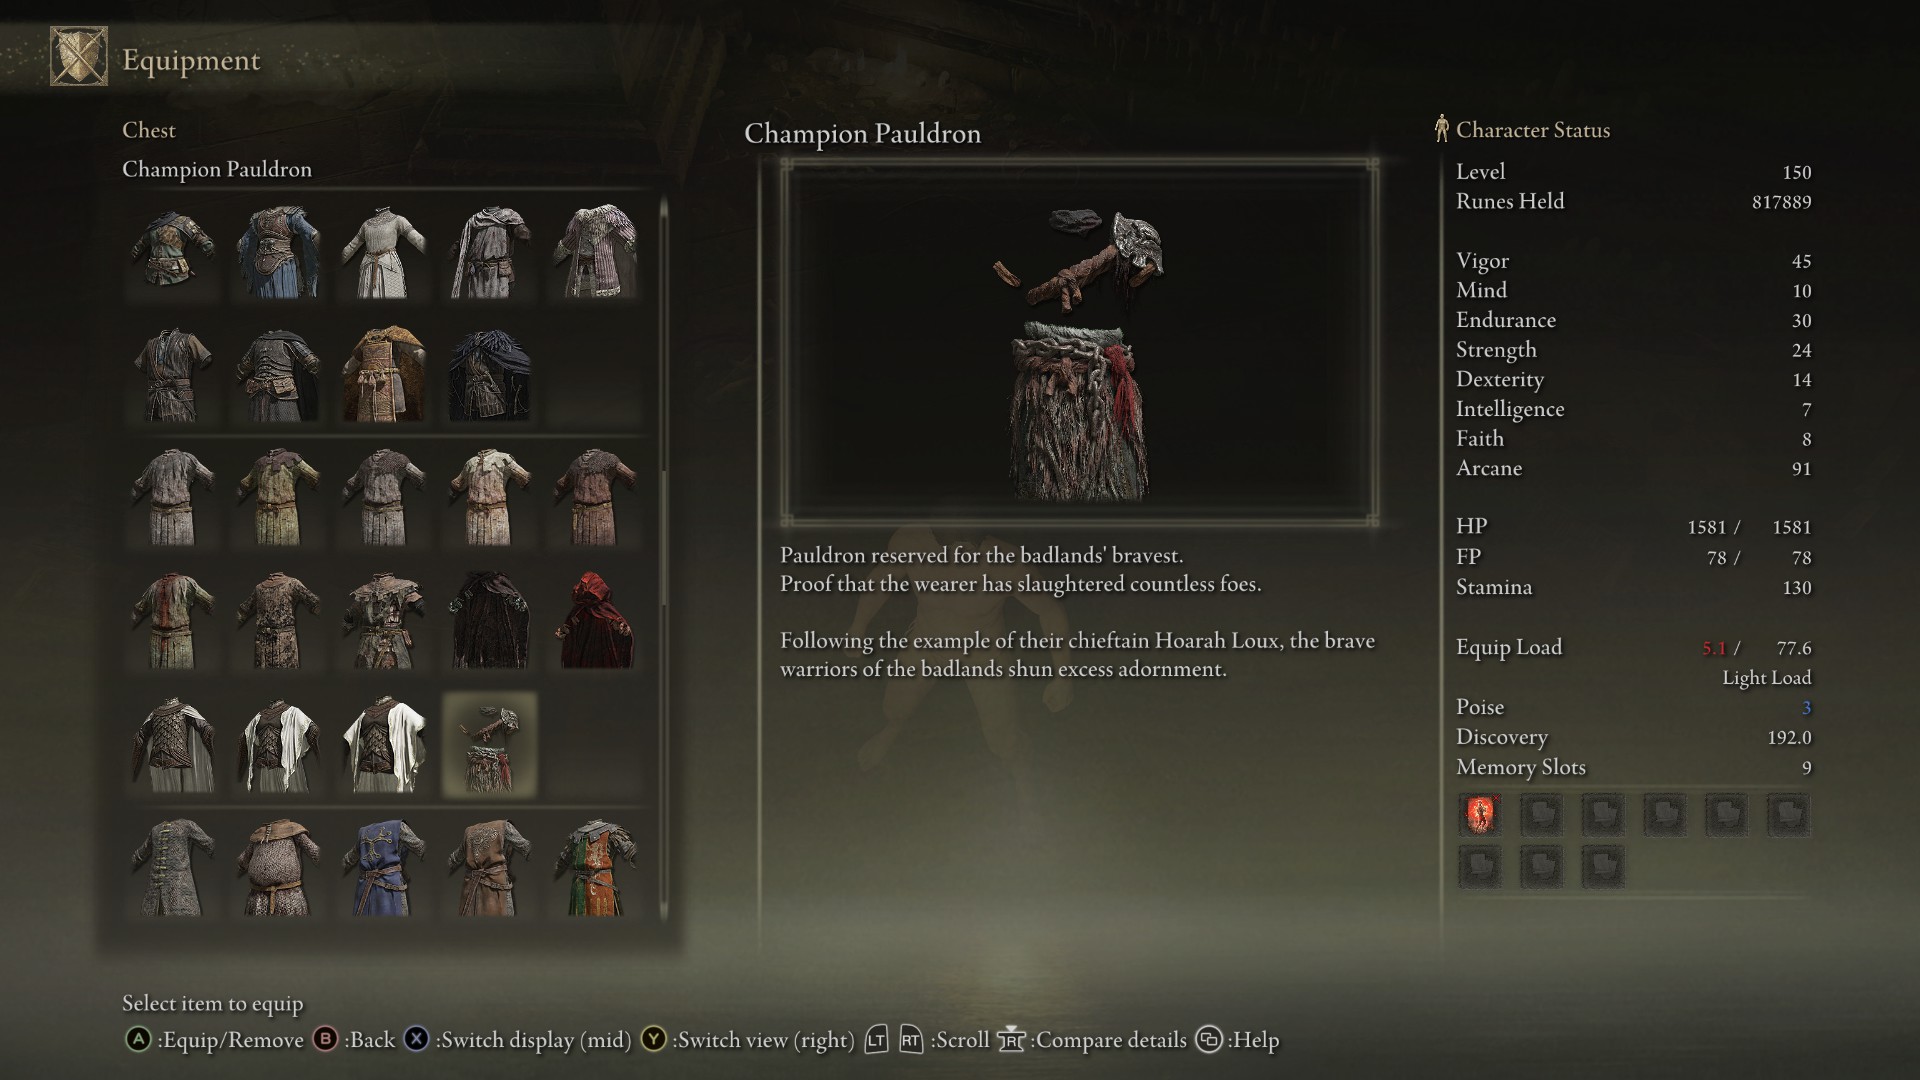 Equipment
Chest
Champion Pauldron
Champion Pauldron
Pauldron reserved for the badlands' bravest.
Proof that the wearer has slaughtered countless foes.
Following the example of their chieftain Hoarah Loux, the brave
warriors of the badlands shun excess adornment.
Character Status
Level 150
Runes Held 817889
Vigor 45
Mind 10
Endurance 30
Strength 24
Dexterity 14
Intelligence 7
Faith 8
Arcane 91
HP 1581 / 1581
FP 78 / 78
Stamina 130
Equip Load 5.1 / 77.6
Light Load
Poise 3
Discovery 192.0
Memory Slots 9
Select item to equip
A :Equip/Remove B :Back X :Switch display (mid) Y :Switch view (right) LT RT :Scroll R :Compare details :Help